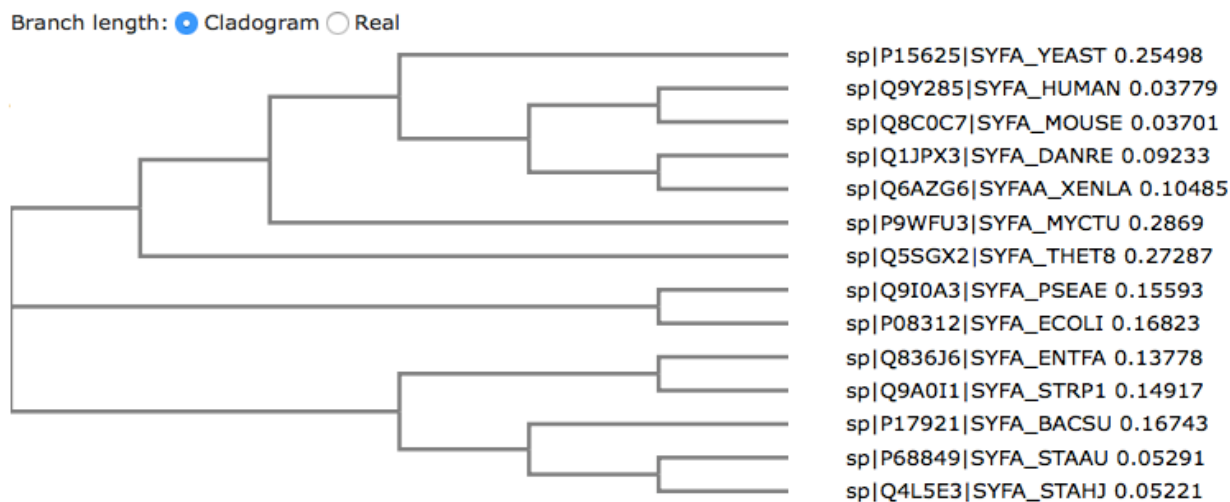 Branch length: Cladogram Real
sp|P15625|SYFA_YEAST 0.25498
sp|Q9Y285|SYFA_HUMAN 0.03779
sp|Q8C0C7|SYFA_MOUSE 0.03701
sp|Q1JPX3|SYFA_DANRE 0.09233
sp|Q6AZG6|SYFAA_XENLA 0.10485
sp|P9WFU3|SYFA_MYCTU 0.2869
sp|Q5SGX2|SYFA_THET8 0.27287
sp|Q9I0A3|SYFA_PSEAE 0.15593
sp|P08312|SYFA_ECOLI 0.16823
sp|Q836J6|SYFA_ENTFA 0.13778
sp|Q9A0I1|SYFA_STRP1 0.14917
sp|P17921|SYFA_BACSU 0.16743
sp|P68849|SYFA_STAAU 0.05291
sp|Q4L5E3|SYFA_STAHJ 0.05221